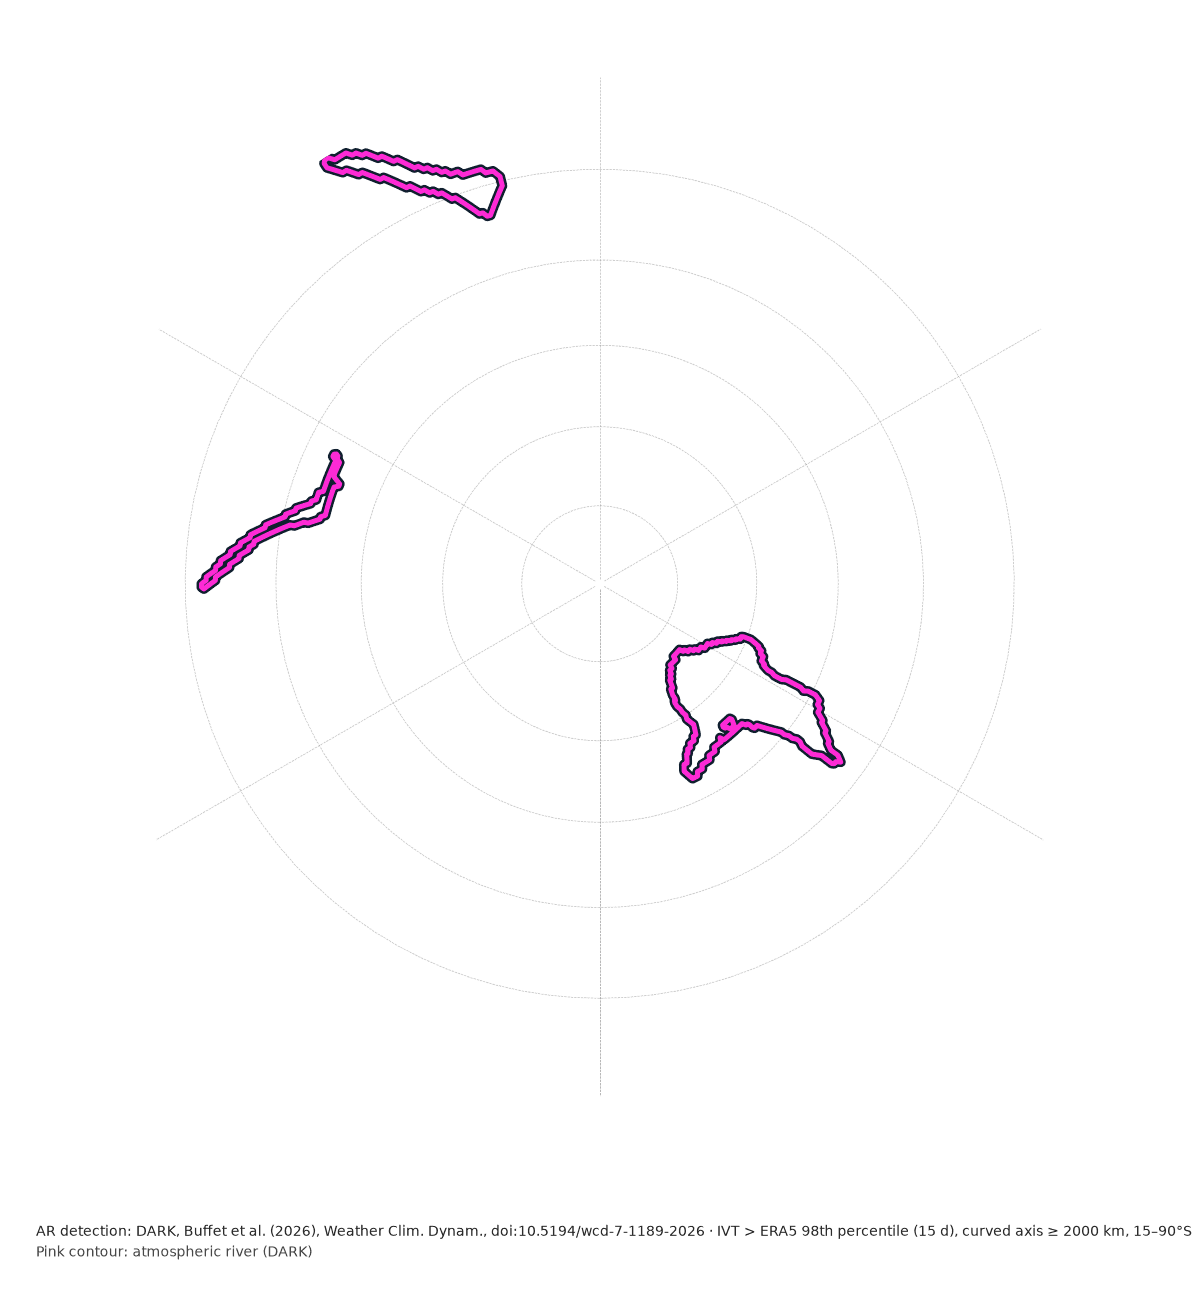 AR detection: DARK, Buffet et al. (2026), Weather Clim. Dynam., doi:10.5194/wcd-7-1189-2026 · IVT > ERA5 98th percentile (15 d), curved axis ≥ 2000 km, 15–90°S
Pink contour: atmospheric river (DARK)